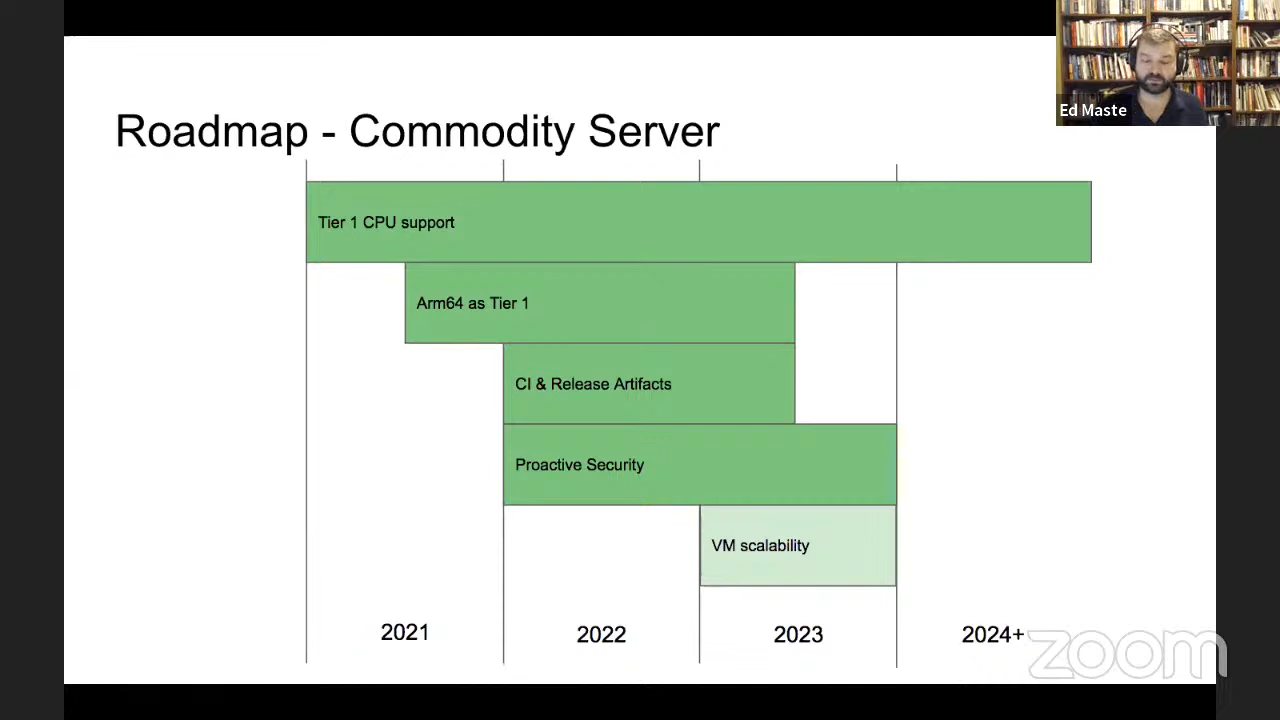 Ed Maste
Roadmap - Commodity Server
Tier 1 CPU support
Arm64 as Tier 1
CI & Release Artifacts
Proactive Security
VM scalability
2021
2022
2023
2024+
zoom